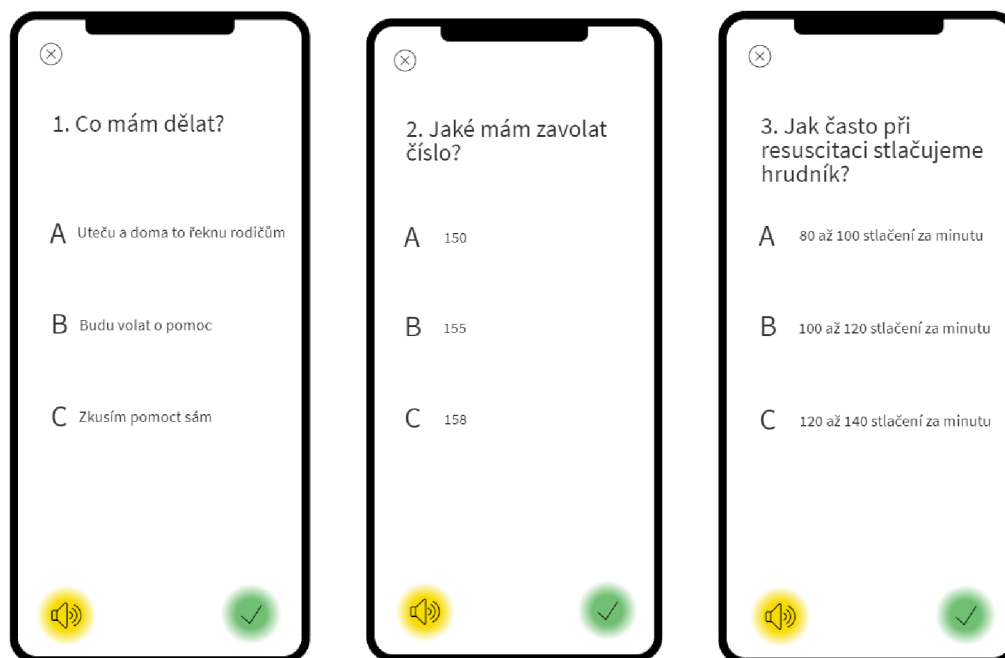 1. Co mám dělat?
A Uteču a doma to řeknu rodičům
B Budu volat o pomoc
C Zkusím pomoct sám
2. Jaké mám zavolat
číslo?
A 150
B 155
C 158
3. Jak často při
resuscitaci stlačujeme
hrudník?
A 80 až 100 stlačení za minutu
B 100 až 120 stlačení za minutu
C 120 až 140 stlačení za minutu